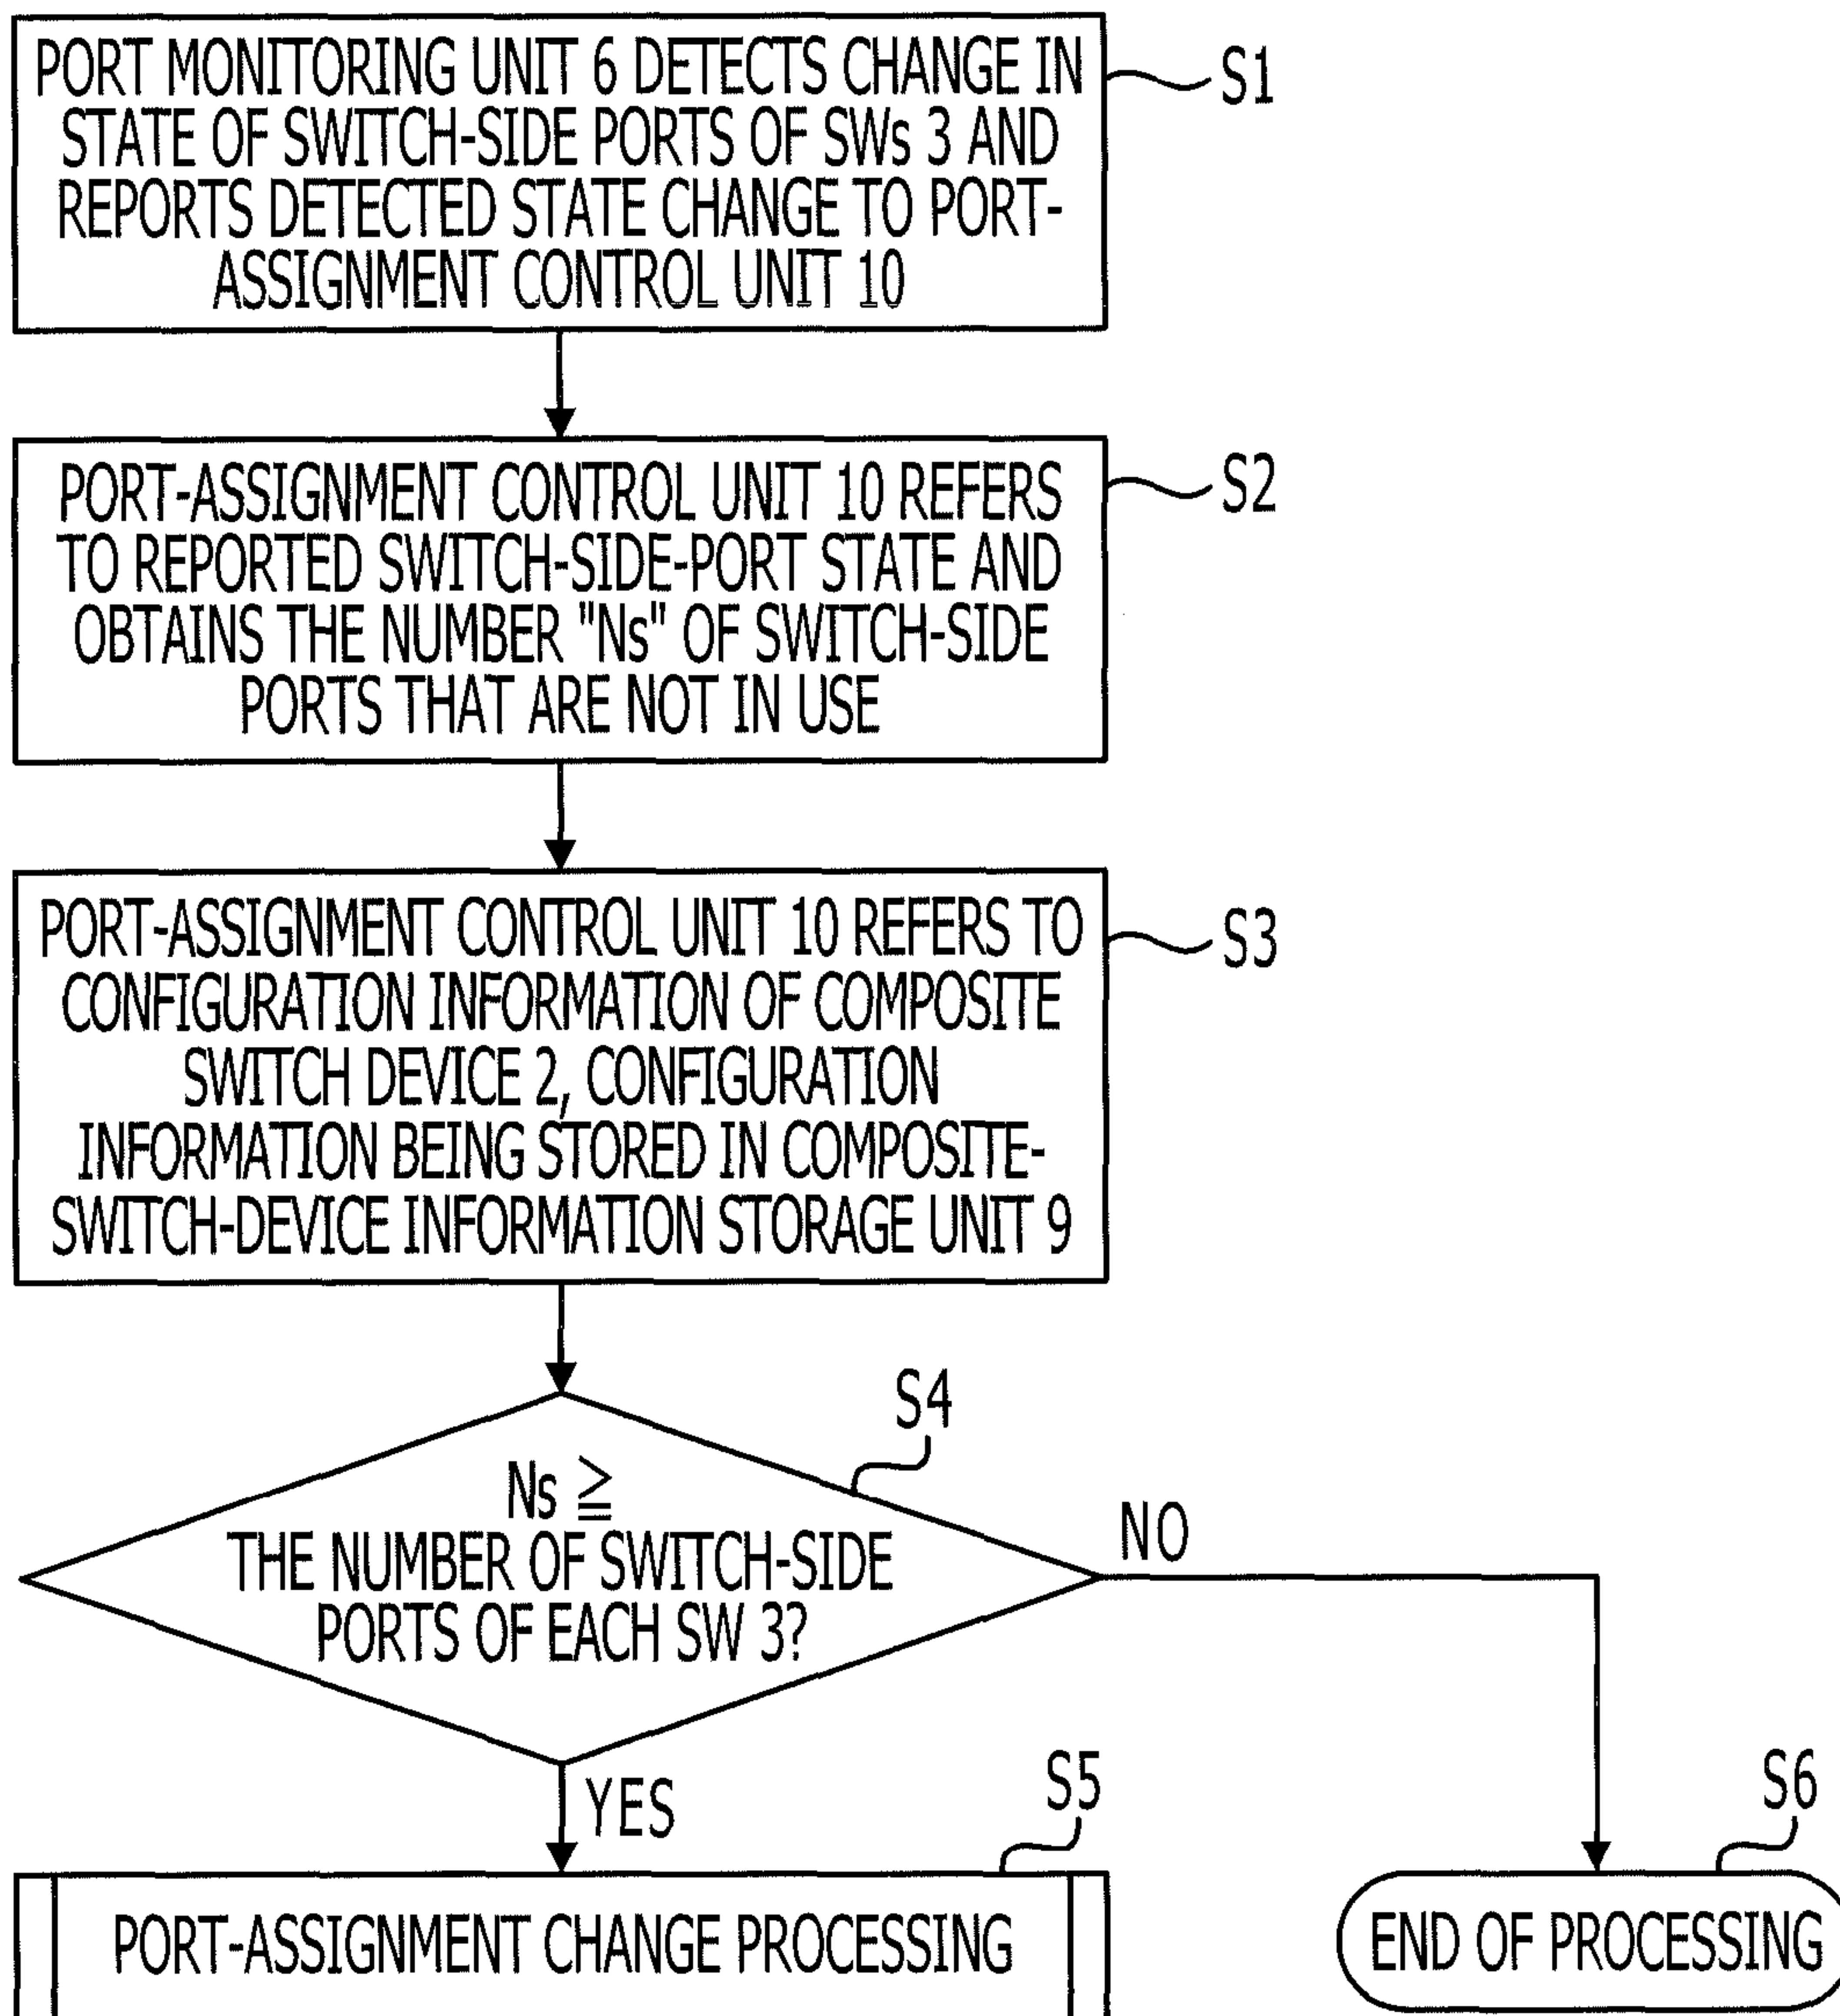 PORT MONITORING UNIT 6 DETECTS CHANGE IN
STATE OF SWITCH-SIDE PORTS OF SWs 3 AND
REPORTS DETECTED STATE CHANGE TO PORT-
ASSIGNMENT CONTROL UNIT 10
S1
PORT-ASSIGNMENT CONTROL UNIT 10 REFERS
TO REPORTED SWITCH-SIDE-PORT STATE AND
OBTAINS THE NUMBER "Ns" OF SWITCH-SIDE
PORTS THAT ARE NOT IN USE
S2
PORT-ASSIGNMENT CONTROL UNIT 10 REFERS TO
CONFIGURATION INFORMATION OF COMPOSITE
SWITCH DEVICE 2, CONFIGURATION
INFORMATION BEING STORED IN COMPOSITE-
SWITCH-DEVICE INFORMATION STORAGE UNIT 9
S3
S4
Ns ≧
THE NUMBER OF SWITCH-SIDE
PORTS OF EACH SW 3?
NO
YES
S5
S6
PORT-ASSIGNMENT CHANGE PROCESSING
END OF PROCESSING